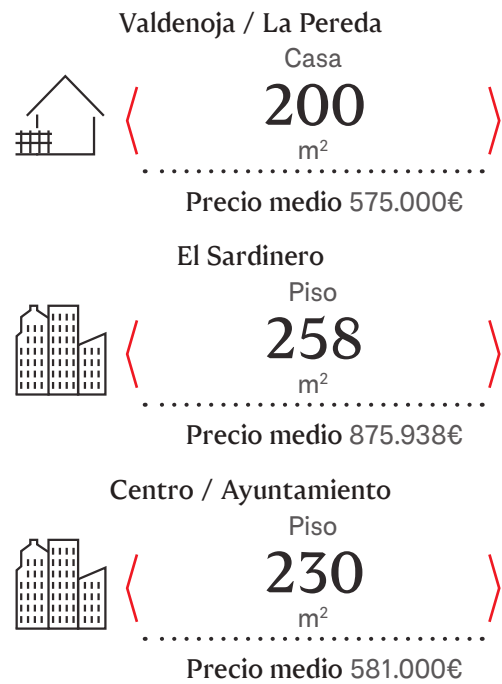 Valdenoja / La Pereda
Casa
200
m²
Precio medio 575.000€
El Sardinero
Piso
258
m²
Precio medio 875.938€
Centro / Ayuntamiento
Piso
230
m²
Precio medio 581.000€